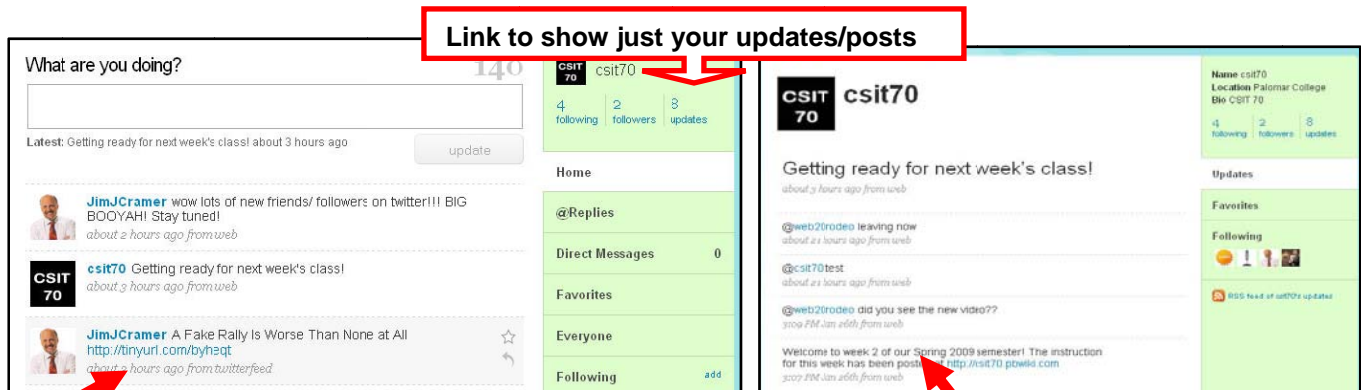 Link to show just your updates/posts
What are you doing?
140
Latest: Getting ready for next week's class! about 3 hours ago
update
JimJCramer wow lots of new friends/ followers on twitter!!! BIG
BOOYAH! Stay tuned!
about 2 hours ago from web
CSIT
70
csit70 Getting ready for next week's class!
about 3 hours ago from web
JimJCramer A Fake Rally Is Worse Than None at All
http://tinyurl.com/byheqt
about hours ago from twitterfeed
CSIT
70
csit70
4 2 8
following followers updates
Home
@Replies
Direct Messages 0
Favorites
Everyone
Following add
CSIT
70
csit70
Getting ready for next week's class!
about 3 hours ago from web
@web20rodeo leaving now
about 21 hours ago from web
@csit70 test
about 21 hours ago from web
@web20rodeo did you see the new video??
3:09 PM Jan 26th from web
Welcome to week 2 of our Spring 2009 semester! The instruction
for this week has been poste at http://csit70.pbwiki.com
3:07 PM Jan 26th from web
Name csit70
Location Palomar College
Bio CSIT 70
4 2 8
following followers updates
Updates
Favorites
Following
RSS feed of csit70's updates